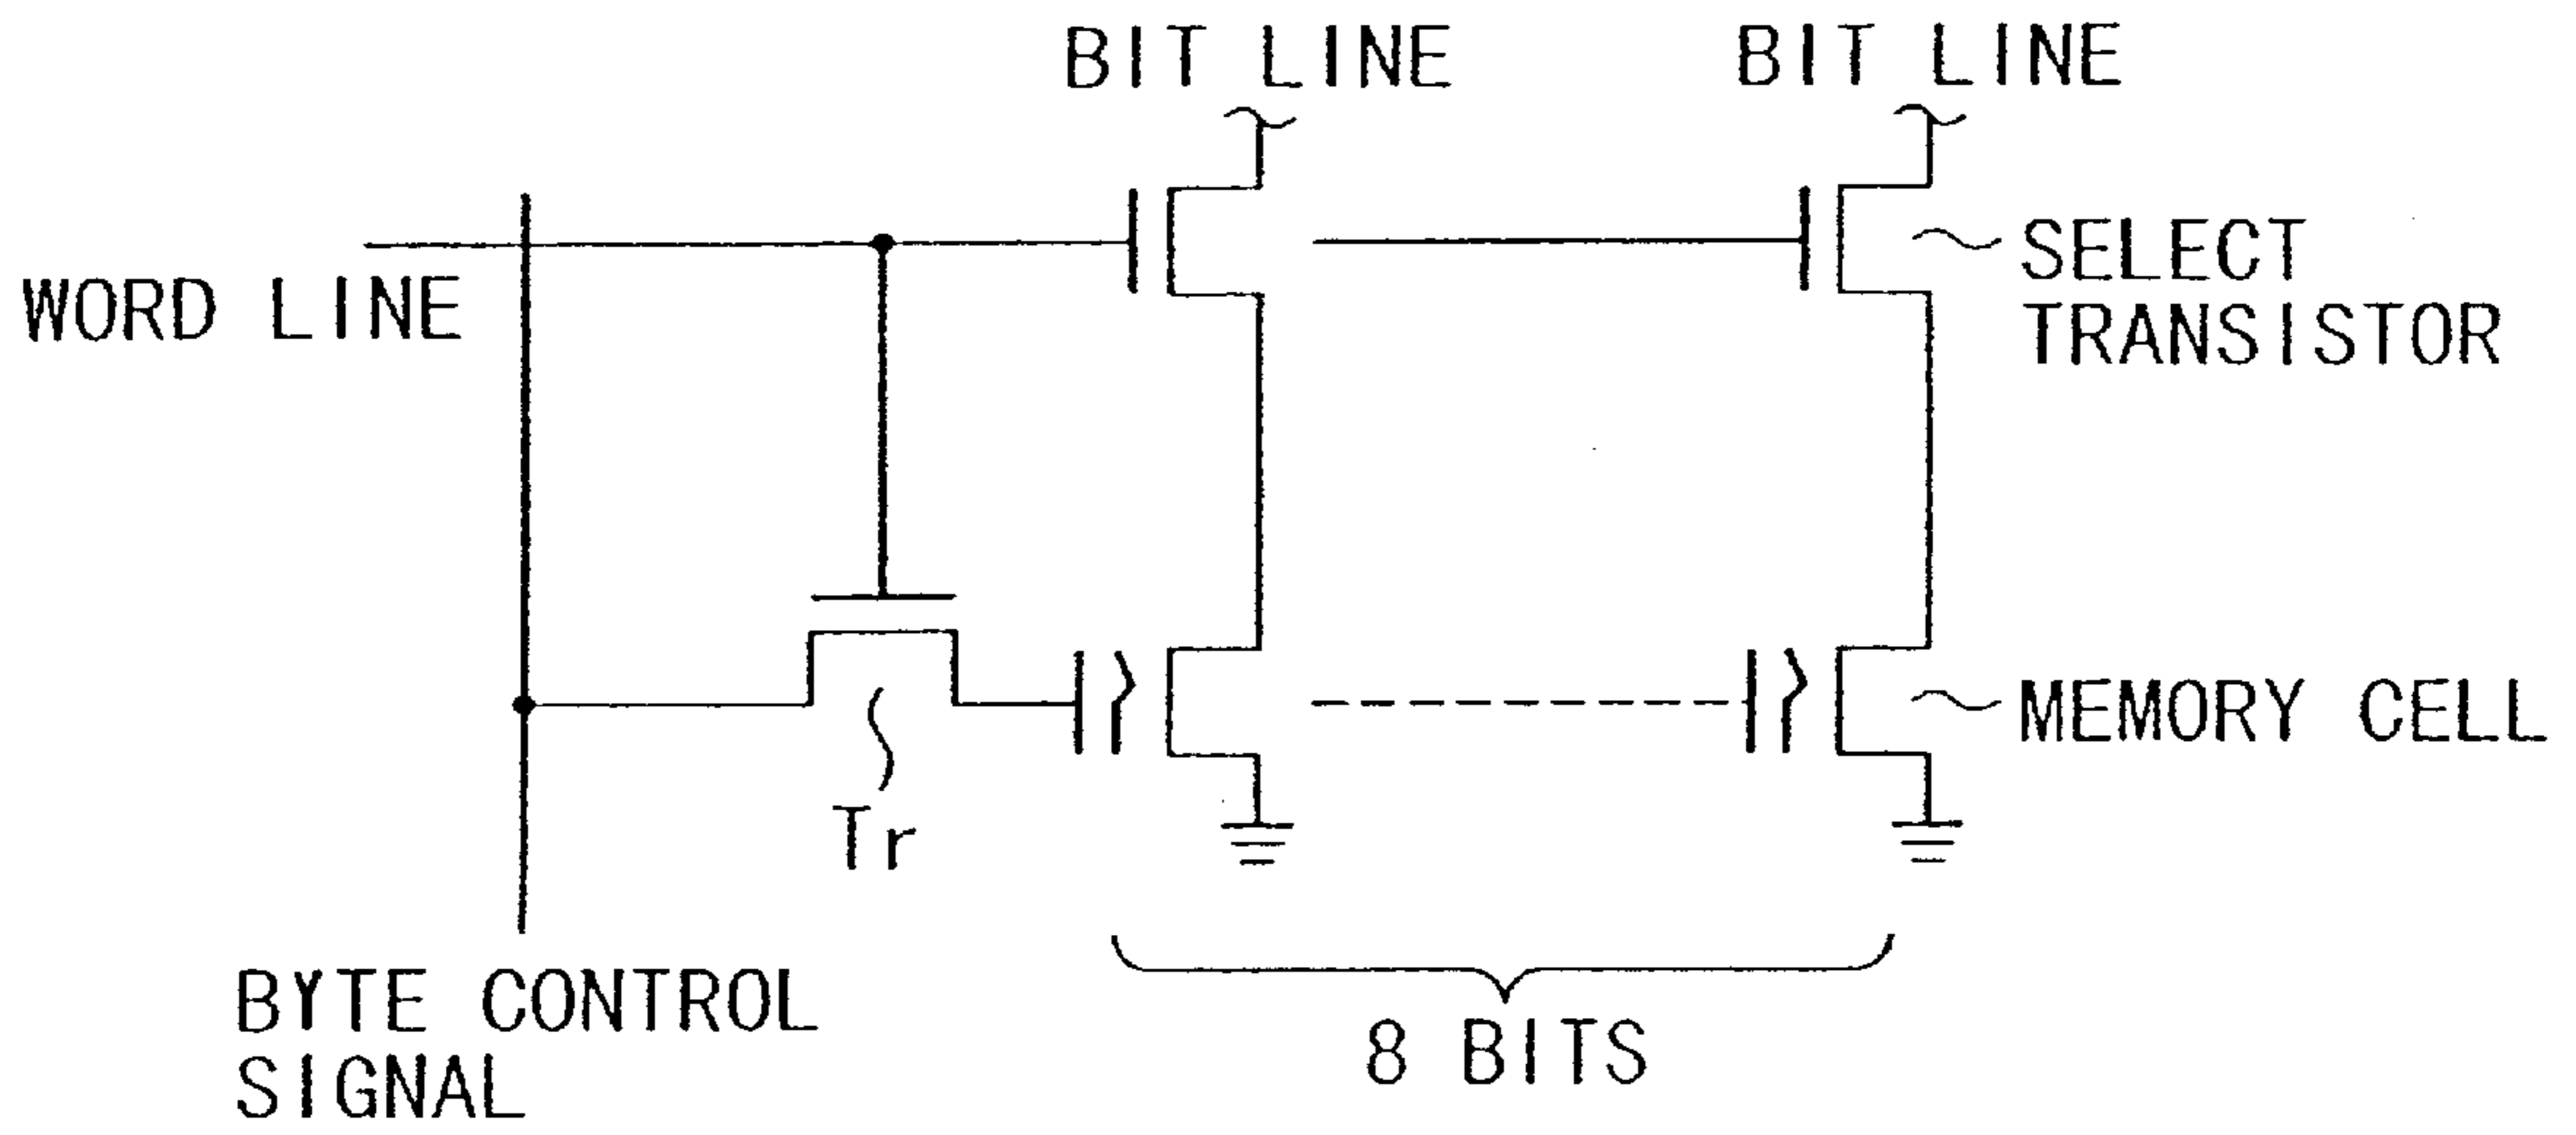 BIT LINE
BIT LINE
WORD LINE
SELECT
TRANSISTOR
MEMORY CELL
Tr
BYTE CONTROL
SIGNAL
8 BITS